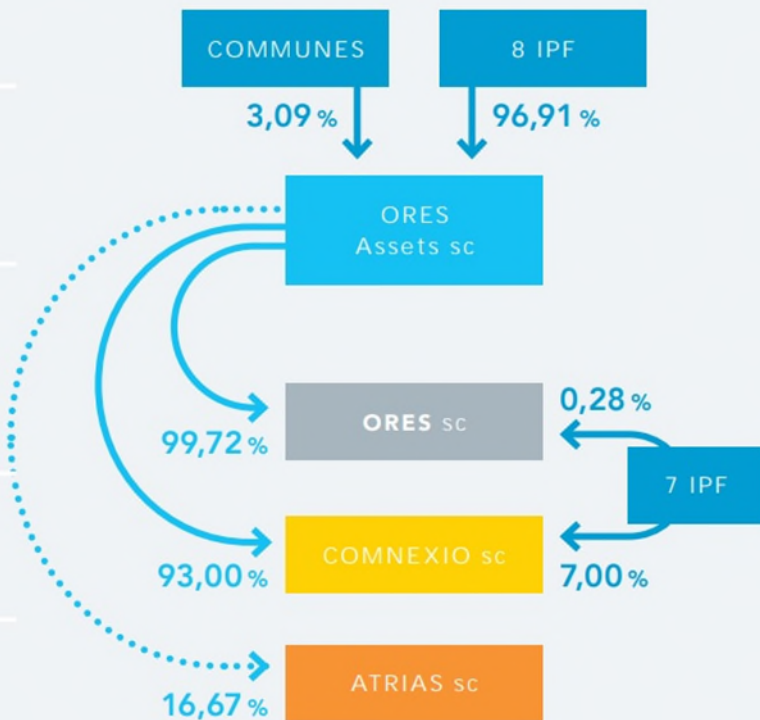 COMMUNES
8 IPF
3,09 %
96,91 %
ORES
Assets sc
0,28 %
ORES sc
99,72 %
7 IPF
COMNEXIO sc
93,00 %
7,00 %
ATRIAS sc
16,67 %